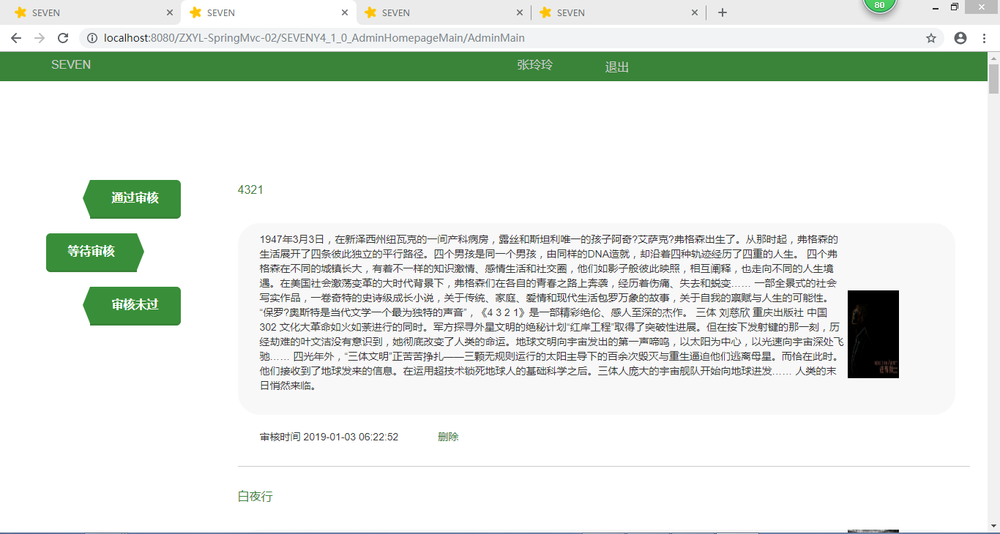 SEVEN
SEVEN
SEVEN
SEVEN
80
localhost:8080/ZXYL-SpringMvc-02/SEVENY4_1_0_AdminHomepageMain/AdminMain
SEVEN
张玲玲
退出
通过审核
等待审核
审核未过
4321
1947年3月3日，在新泽西州纽瓦克的一间产科病房，露丝和斯坦利唯一的孩子阿奇?艾萨克?弗格森出生了。从那时起，弗格森的
生活展开了四条彼此独立的平行路径。四个男孩是同一个男孩，由同样的DNA造就，却沿着四种轨迹经历了四重的人生。 四个弗
格森在不同的城镇长大，有着不一样的知识激情、感情生活和社交圈，他们如影子般彼此映照，相互阐释，也走向不同的人生境
遇。在美国社会激荡变革的大时代背景下，弗格森们在各自的青春之路上奔袭，经历着伤痛、失去和蜕变…… 一部全景式的社会
写实作品，一卷奇特的史诗级成长小说，关于传统、家庭、爱情和现代生活包罗万象的故事，关于自我的禀赋与人生的可能性。
“保罗?奥斯特是当代文学一个最为独特的声音”，《4 3 2 1》是一部精彩绝伦、感人至深的杰作。 三体 刘慈欣 重庆出版社 中国
302 文化大革命如火如荼进行的同时。军方探寻外星文明的绝秘计划“红岸工程”取得了突破性进展。但在按下发射键的那一刻，历
经劫难的叶文洁没有意识到，她彻底改变了人类的命运。地球文明向宇宙发出的第一声啼鸣，以太阳为中心，以光速向宇宙深处飞
驰…… 四光年外，“三体文明”正苦苦挣扎——三颗无规则运行的太阳主导下的百余次毁灭与重生逼迫他们逃离母星。而恰在此时。
他们接收到了地球发来的信息。在运用超技术锁死地球人的基础科学之后。三体人庞大的宇宙舰队开始向地球进发…… 人类的末
日悄然来临。
审核时间 2019-01-03 06:22:52
删除
白夜行